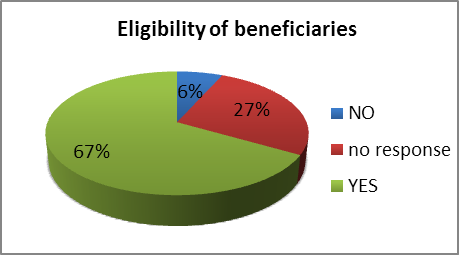 Eligibility of beneficiaries
6%
27%
67%
NO
no response
YES